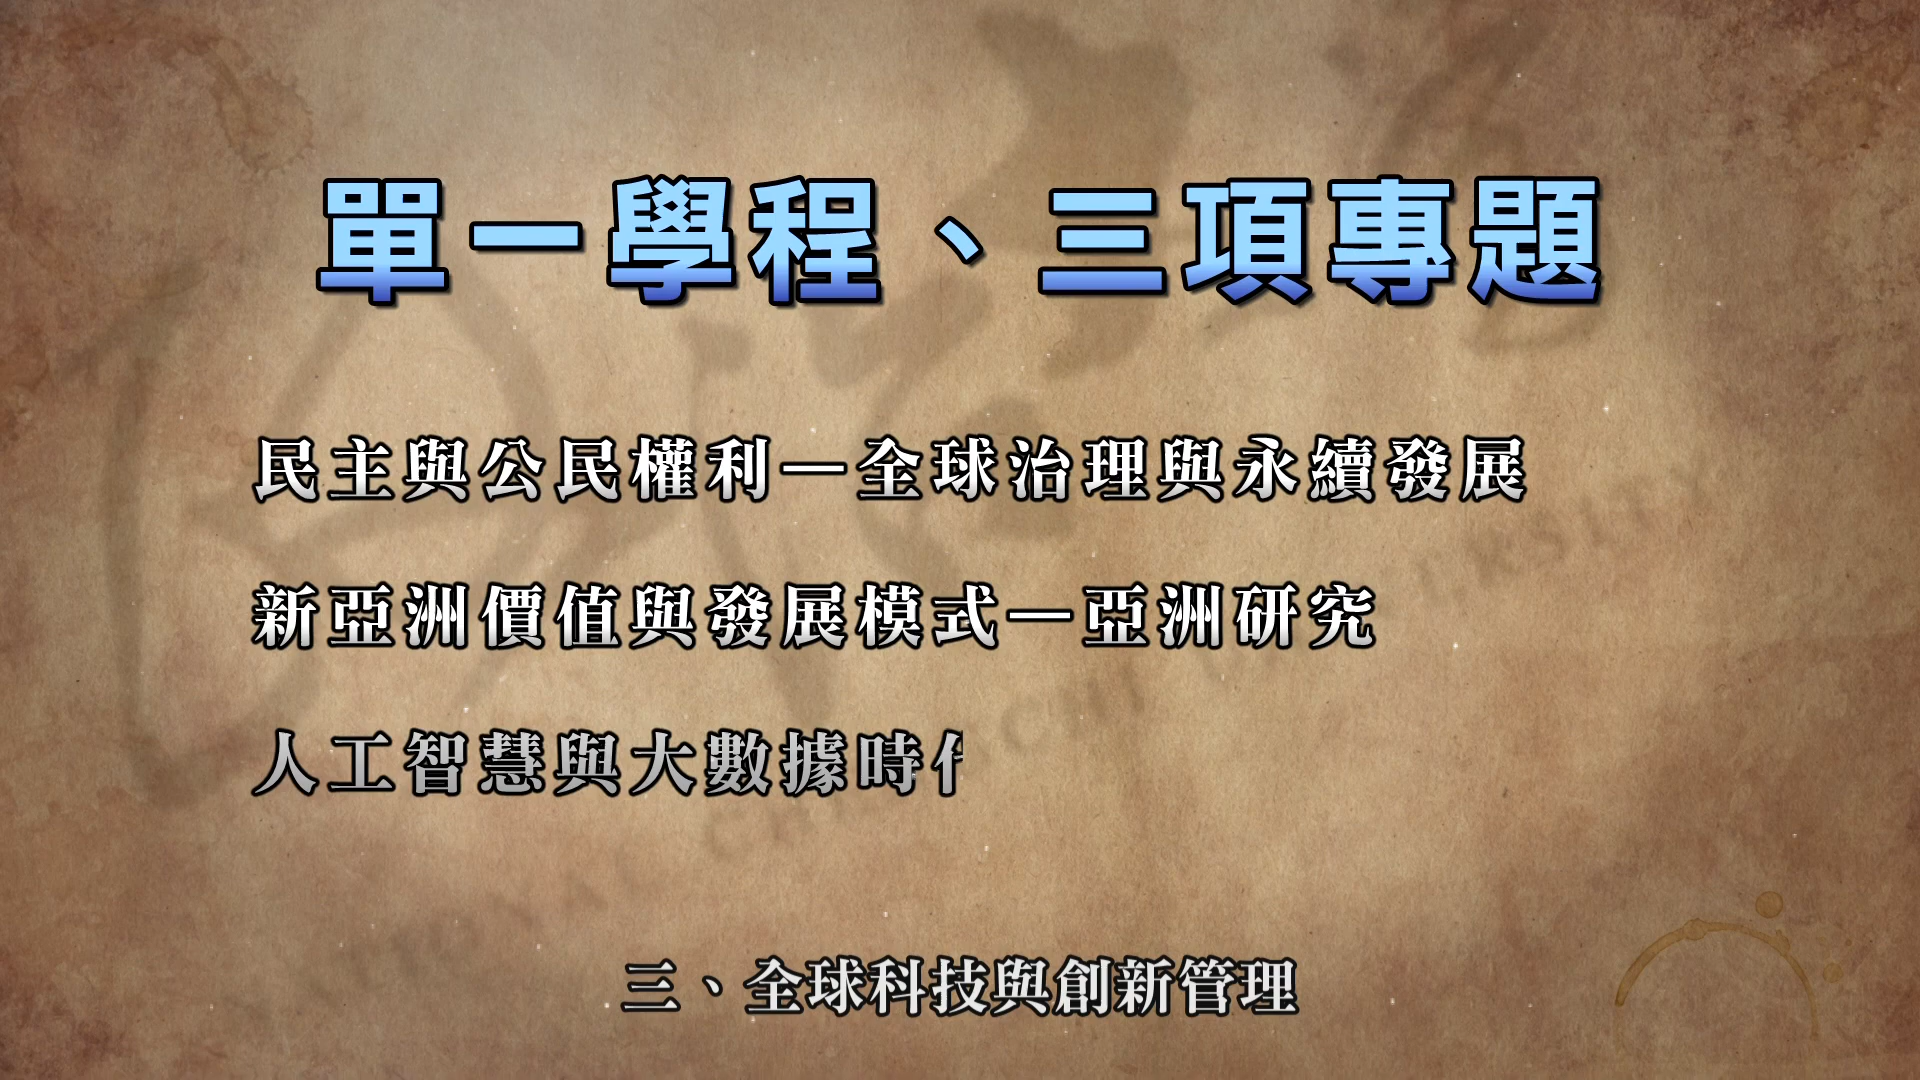 單一學程、三項專題
民主與公民權利—全球治理與永續發展
新亞洲價值與發展模式—亞洲研究
人工智慧與大數據時
三、全球科技與創新管理